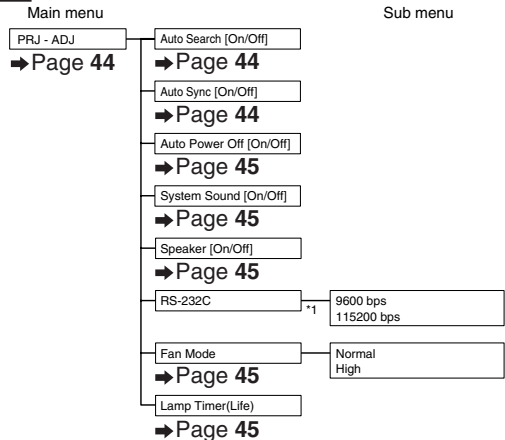 Main menu
Sub menu
PRJ - ADJ
➡Page 44
Auto Search [On/Off]
➡Page 44
Auto Sync [On/Off]
➡Page 44
Auto Power Off [On/Off]
➡Page 45
System Sound [On/Off]
➡Page 45
Speaker [On/Off]
➡Page 45
RS-232C
*1
9600 bps
115200 bps
Fan Mode
➡Page 45
Normal
High
Lamp Timer(Life)
➡Page 45